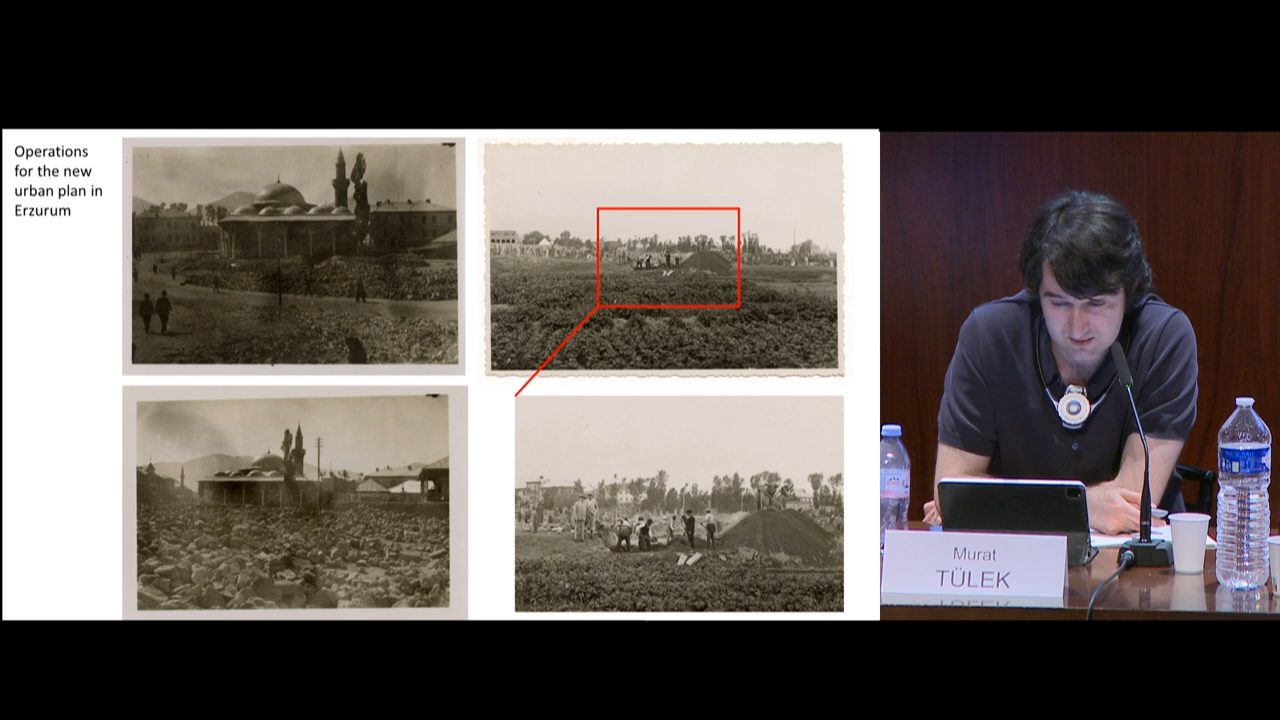 Operations
for the new
urban plan in
Erzurum
Murat
TÜLEK